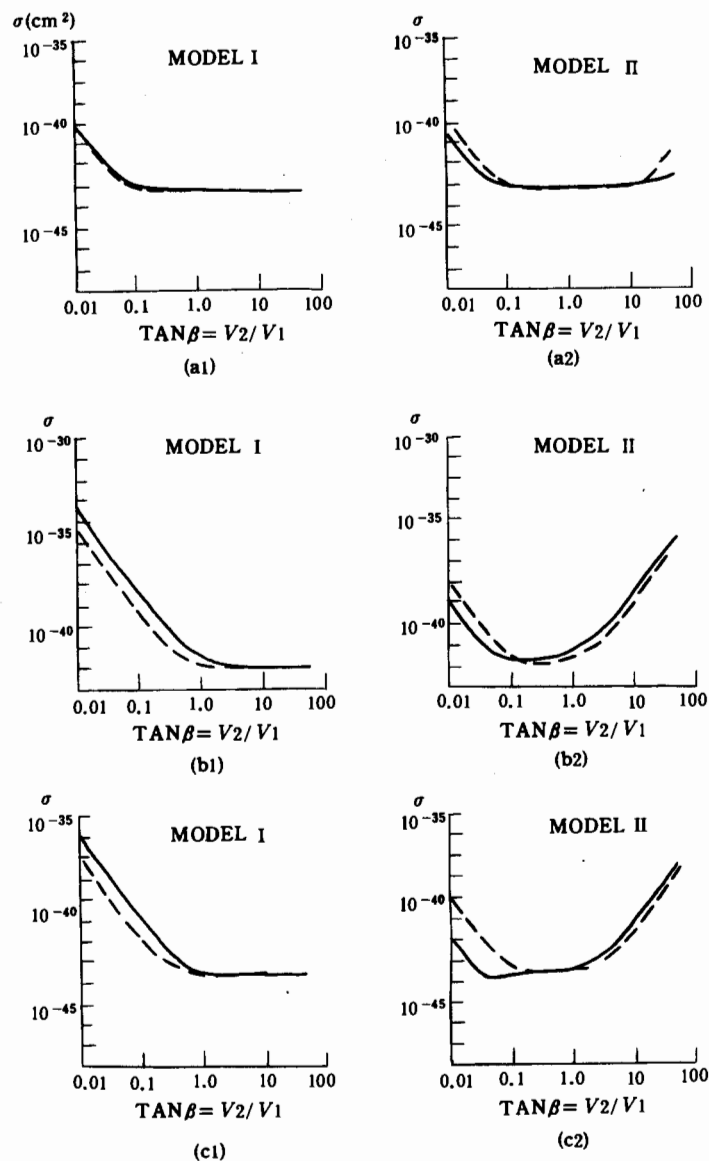 σ(cm²)
10⁻³⁵
10⁻⁴⁰
10⁻⁴⁵
MODEL I
0.01 0.1 1.0 10 100
TANβ= V2/ V1
(a1)
σ
10⁻³⁵
10⁻⁴⁰
10⁻⁴⁵
MODEL II
0.01 0.1 1.0 10 100
TANβ= V2/ V1
(a2)
σ
10⁻³⁰
10⁻³⁵
10⁻⁴⁰
MODEL I
0.01 0.1 1.0 10 100
TANβ= V2/ V1
(b1)
σ
10⁻³⁰
10⁻³⁵
10⁻⁴⁰
MODEL II
0.01 0.1 1.0 10 100
TANβ= V2/ V1
(b2)
σ
10⁻³⁵
10⁻⁴⁰
10⁻⁴⁵
MODEL I
0.01 0.1 1.0 10 100
TANβ= V2/ V1
(c1)
σ
10⁻³⁵
10⁻⁴⁰
10⁻⁴⁵
MODEL II
0.01 0.1 1.0 10 100
TANβ= V2/ V1
(c2)